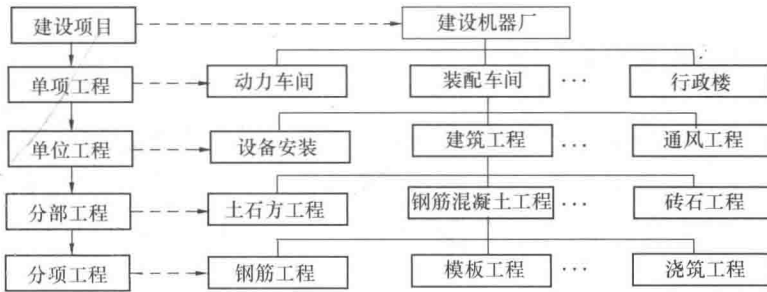 建设项目 建设机器厂
单项工程 动力车间 装配车间 ··· 行政楼
单位工程 设备安装 建筑工程 ··· 通风工程
分部工程 土石方工程 钢筋混凝土工程 ··· 砖石工程
分项工程 钢筋工程 模板工程 ··· 浇筑工程